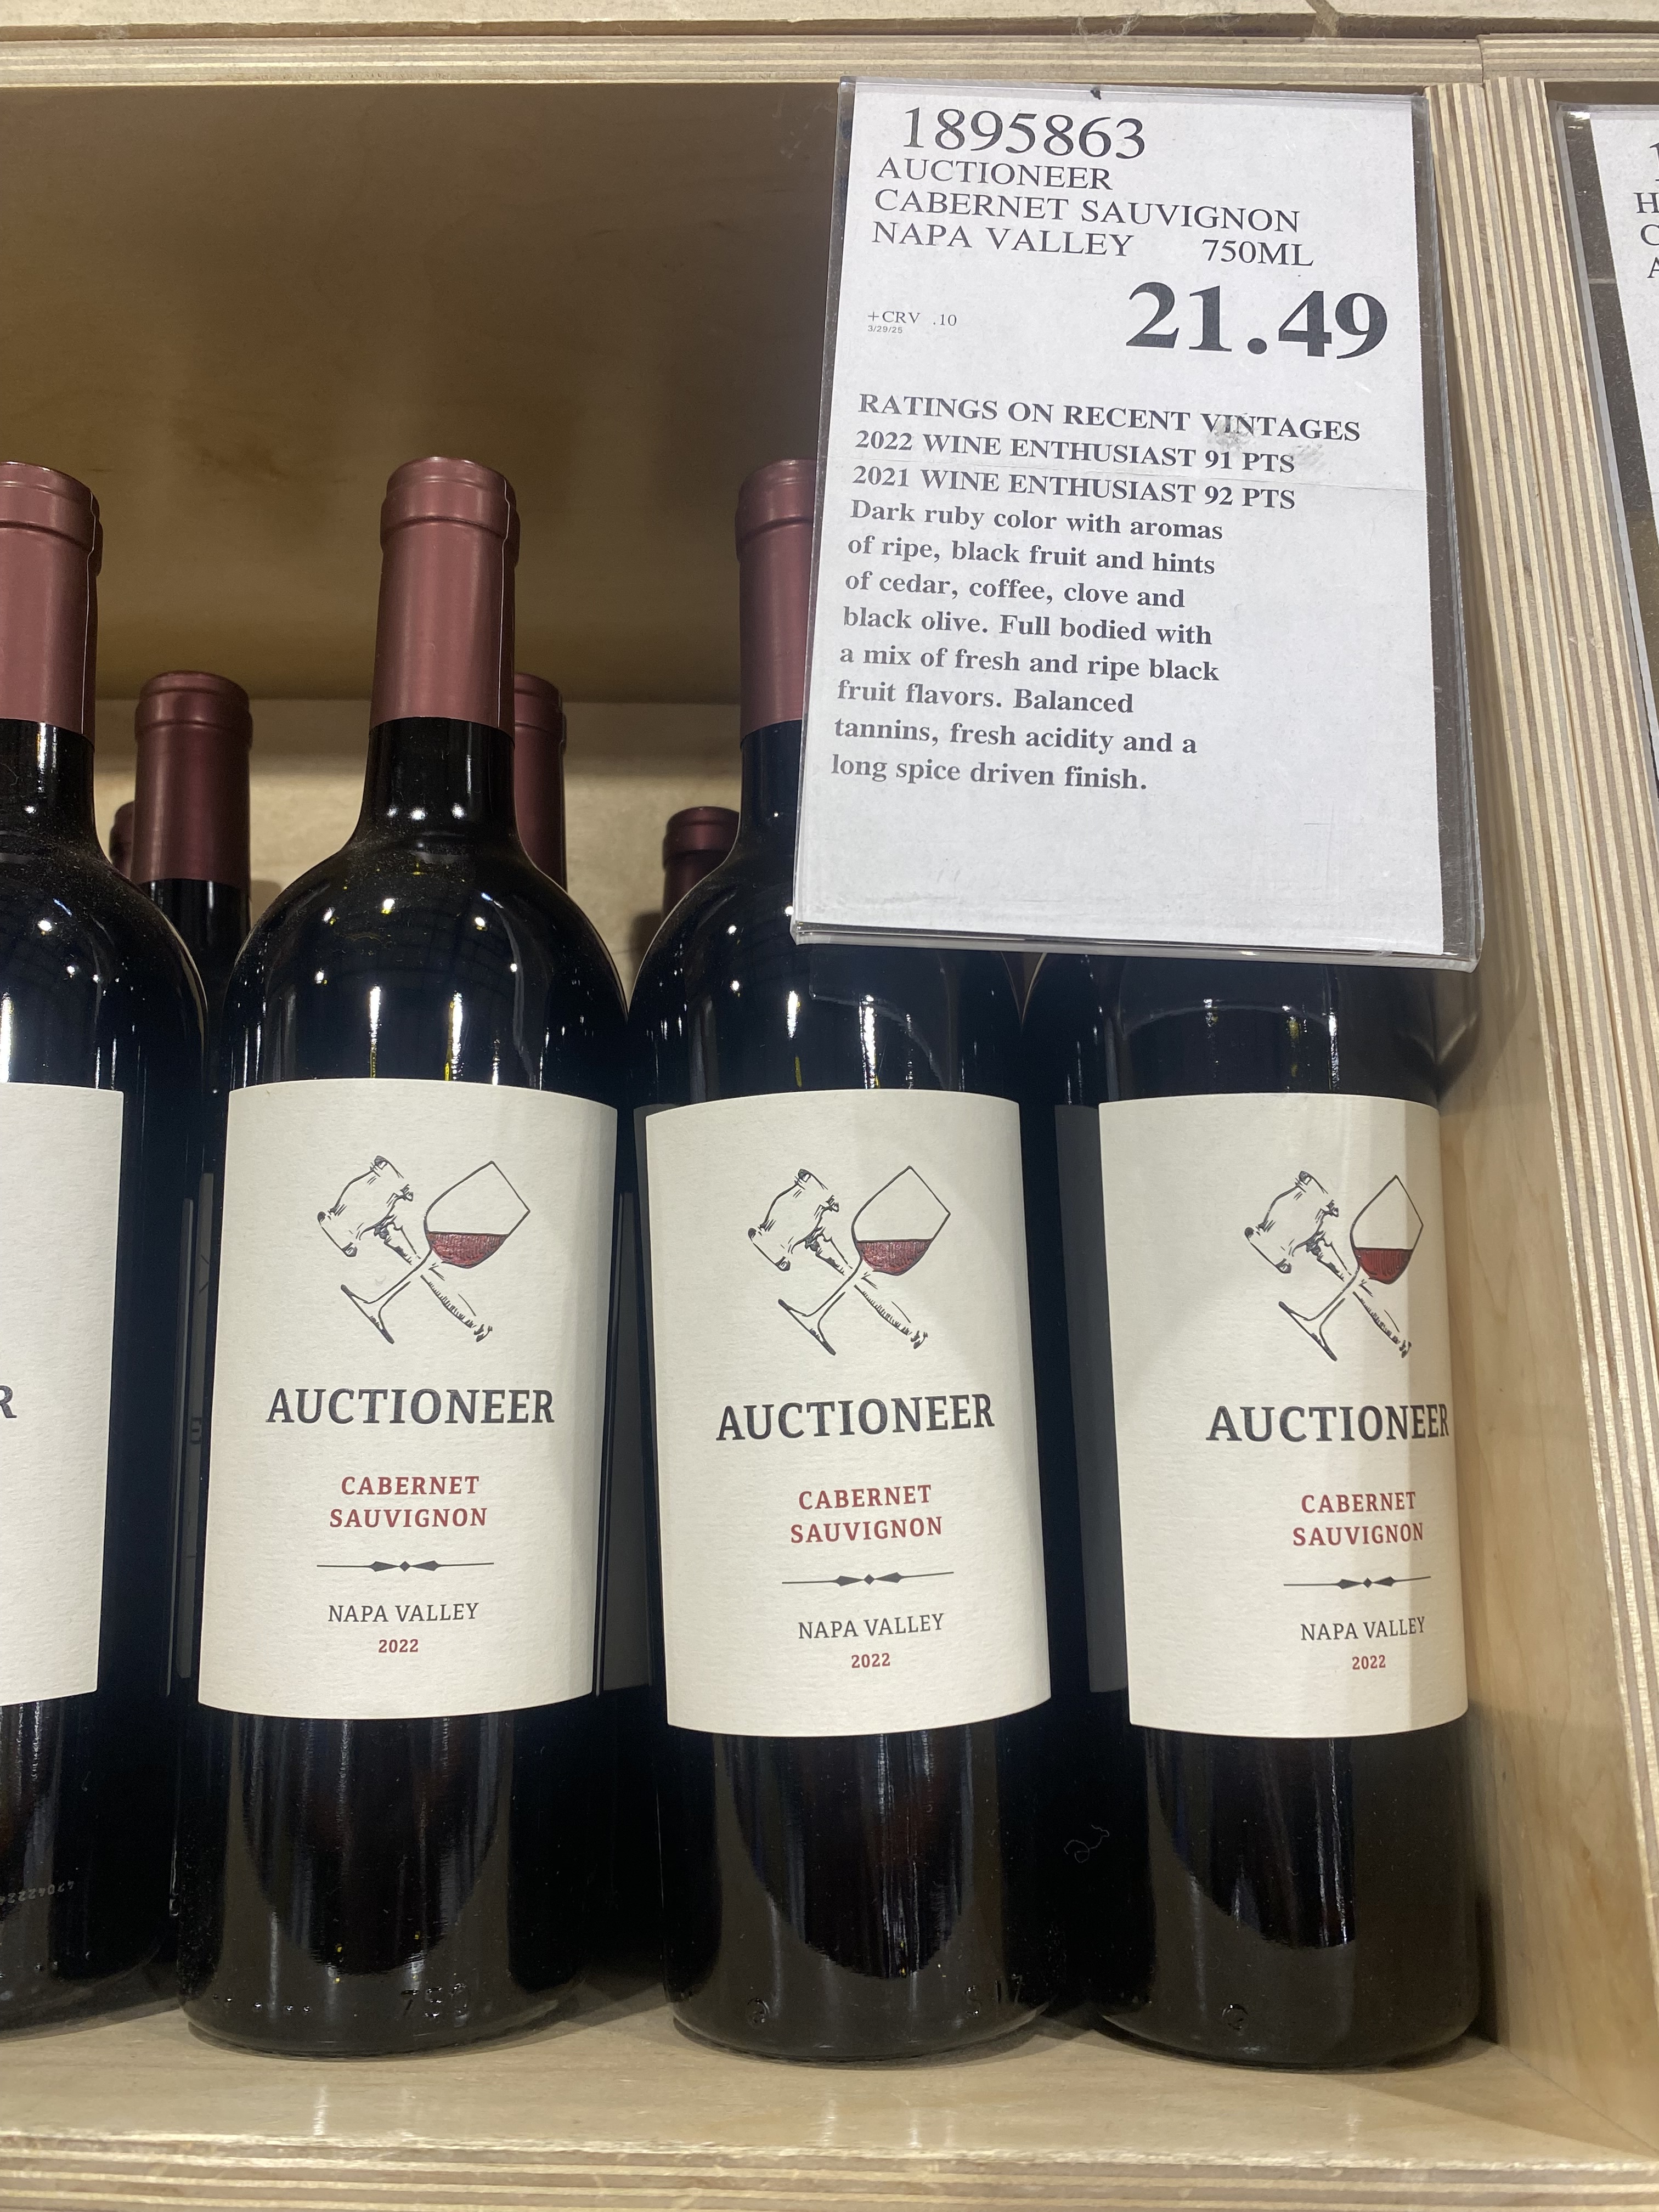 1895863
AUCTIONEER
CABERNET SAUVIGNON
NAPA VALLEY 750ML
21.49
+CRV .10
3/29/25
RATINGS ON RECENT VINTAGES
2022 WINE ENTHUSIAST 91 PTS
2021 WINE ENTHUSIAST 92 PTS
Dark ruby color with aromas
of ripe, black fruit and hints
of cedar, coffee, clove and
black olive. Full bodied with
a mix of fresh and ripe black
fruit flavors. Balanced
tannins, fresh acidity and a
long spice driven finish.
R
AUCTIONEER
CABERNET
SAUVIGNON
NAPA VALLEY
2022
AUCTIONEER
CABERNET
SAUVIGNON
NAPA VALLEY
2022
AUCTIONEER
CABERNET
SAUVIGNON
NAPA VALLEY
2022